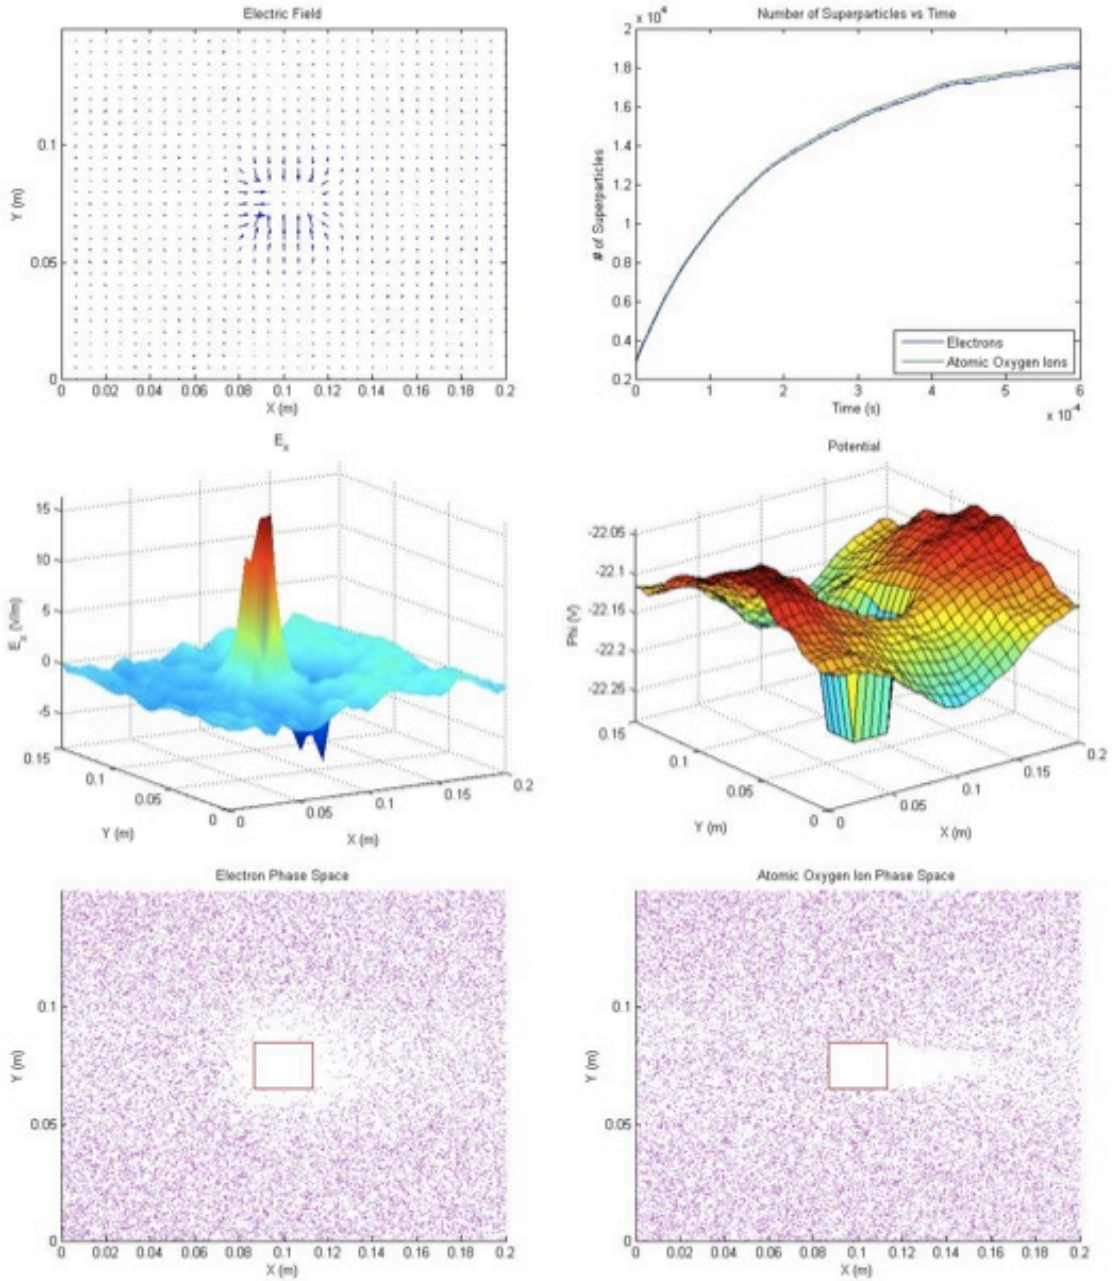 Electric Field
Y (m)
0.1
0.05
0
0 0.02 0.04 0.06 0.08 0.1 0.12 0.14 0.16 0.18 0.2
X (m)
Number of Superparticles vs Time
x 10⁴
# of Superparticles
2
1.8
1.6
1.4
1.2
1
0.8
0.6
0.4
0.2
Electrons
Atomic Oxygen Ions
0 1 2 3 4 5 6
Time (s)
x 10⁻⁴
Eₓ
Eₓ (V/m)
15
10
5
0
-5
0.15
0.1
0.05
0
Y (m)
0
0.05
0.1
0.15
0.2
X (m)
Potential
Phi (V)
-22.05
-22.1
-22.15
-22.2
-22.25
0.15
0.1
0.05
0
Y (m)
0
0.05
0.1
0.15
0.2
X (m)
Electron Phase Space
Y (m)
0.1
0.05
0
0 0.02 0.04 0.06 0.08 0.1 0.12 0.14 0.16 0.18 0.2
X (m)
Atomic Oxygen Ion Phase Space
Y (m)
0.1
0.05
0
0 0.02 0.04 0.06 0.08 0.1 0.12 0.14 0.16 0.18 0.2
X (m)